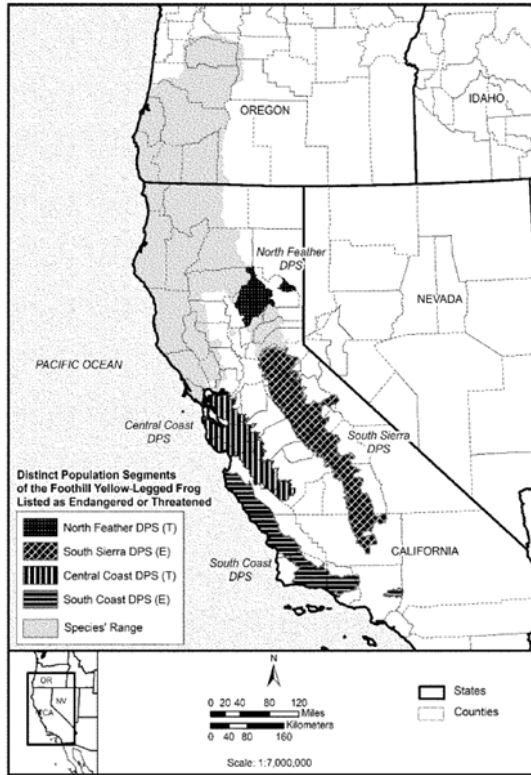 OREGON
IDAHO
North Feather
DPS
NEVADA
PACIFIC OCEAN
Central Coast
DPS
South Sierra
DPS
Distinct Population Segments
of the Foothill Yellow-Legged Frog
Listed as Endangered or Threatened
North Feather DPS (T)
South Sierra DPS (E)
Central Coast DPS (T)
South Coast DPS (E)
Species' Range
South Coast
DPS
CALIFORNIA
OR
NV
CA
N
0 20 40 80 120
Miles
Kilometers
0 40 80 160
Scale: 1:7,000,000
States
Counties